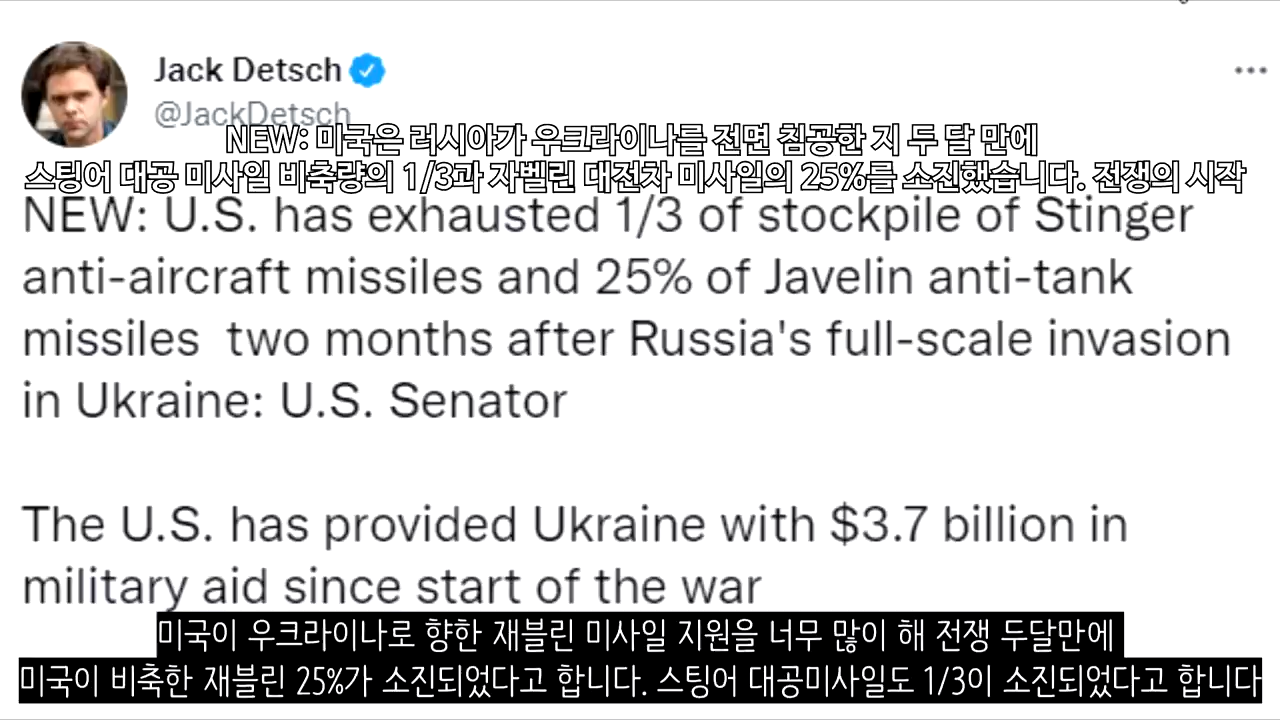 Jack Detsch
@JackDetsch
NEW: 미국은 러시아가 우크라이나를 전면 침공한 지 두 달 만에
스팅어 대공 미사일 비축량의 1/3과 자벨린 대전차 미사일의 25%를 소진했습니다. 전쟁의 시작
NEW: U.S. has exhausted 1/3 of stockpile of Stinger
anti-aircraft missiles and 25% of Javelin anti-tank
missiles two months after Russia's full-scale invasion
in Ukraine: U.S. Senator
The U.S. has provided Ukraine with $3.7 billion in
military aid since start of the war
미국이 우크라이나로 향한 재블린 미사일 지원을 너무 많이 해 전쟁 두달만에
미국이 비축한 재블린 25%가 소진되었다고 합니다. 스팅어 대공미사일도 1/3이 소진되었다고 합니다